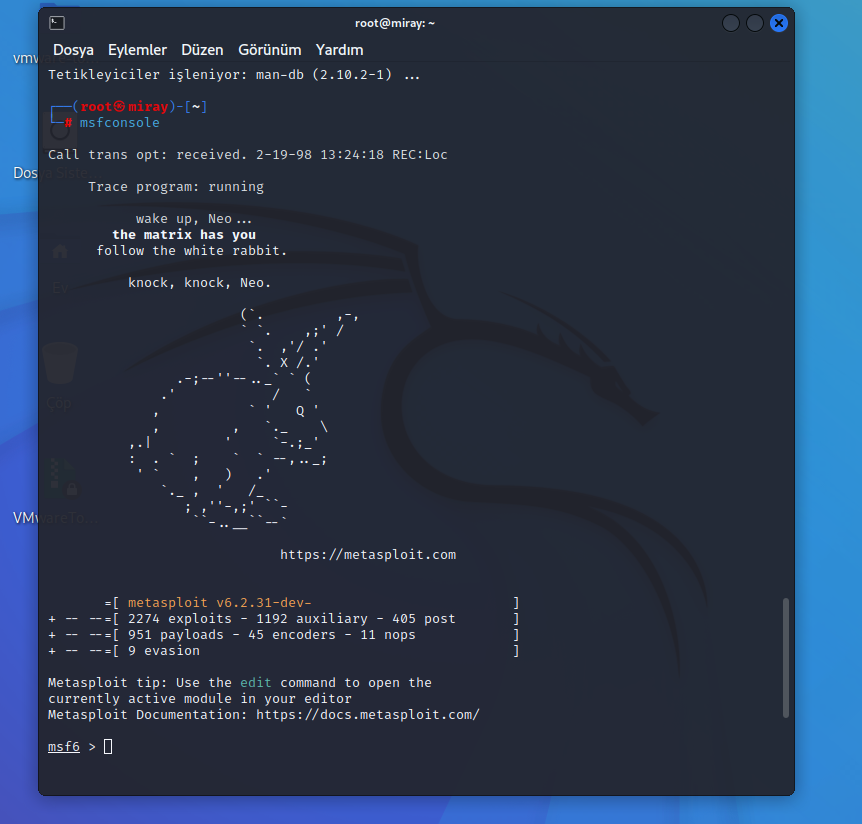 root@miray: ~
Dosya Eylemler Düzen Görünüm Yardım
Tetikleyiciler işleniyor: man-db (2.10.2-1) ...
┌──(root㉿miray)-[~]
└─# msfconsole
Call trans opt: received. 2-19-98 13:24:18 REC:Loc
Trace program: running
wake up, Neo...
the matrix has you
follow the white rabbit.
knock, knock, Neo.
(`.         ,-,
` `.    ,;' /
`.  ,'/ .'
`. X /.'
.-;--''--.._` ` (
.'            /   `
,           ` '   Q '
,         ,   `._    \
,.|         '     `-.;_'
:  . `  ;    `  ` --,.._;
' `    ,   )   .'
`._ ,  '   /_
; ,''-,;' ``-
``-..__``--`
https://metasploit.com
=[ metasploit v6.2.31-dev- ]
+ -- --=[ 2274 exploits - 1192 auxiliary - 405 post ]
+ -- --=[ 951 payloads - 45 encoders - 11 nops ]
+ -- --=[ 9 evasion ]
Metasploit tip: Use the edit command to open the
currently active module in your editor
Metasploit Documentation: https://docs.metasploit.com/
msf6 >
Ev
Çöp